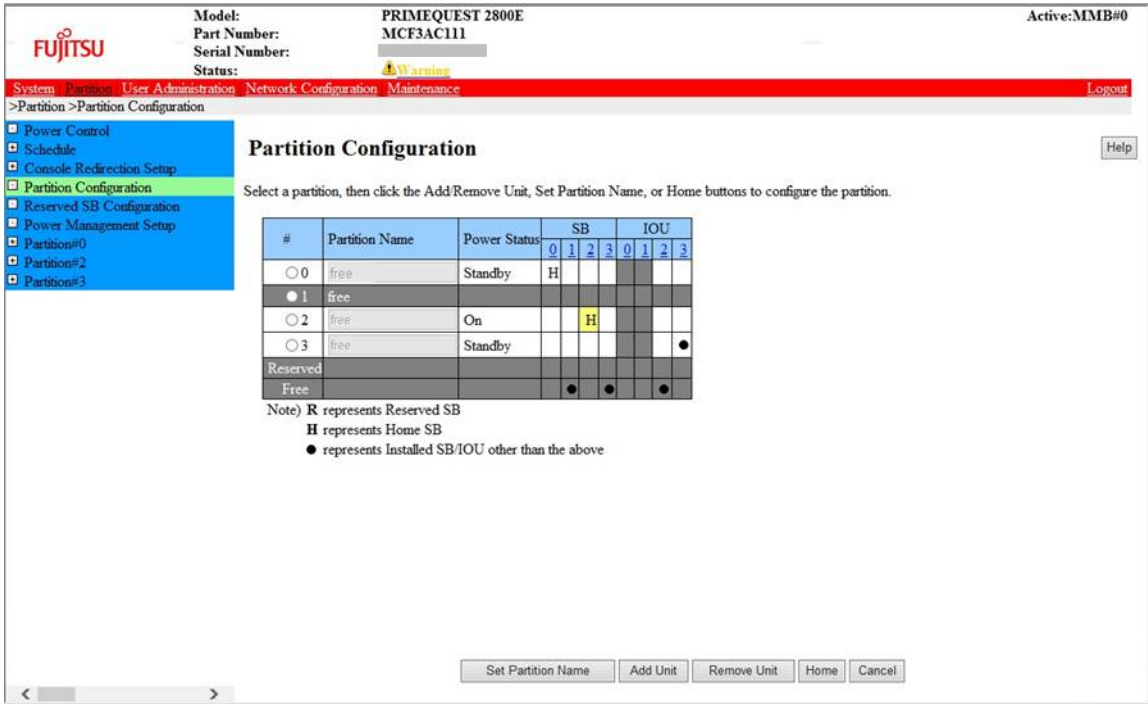 FUJITSU
Model: PRIMEQUEST 2800E Active:MMB#0
Part Number: MCF3AC111
Serial Number:
Status: Warning
System Partition User Administration Network Configuration Maintenance Logout
>Partition >Partition Configuration
Power Control
Schedule
Console Redirection Setup
Partition Configuration
Reserved SB Configuration
Power Management Setup
Partition#0
Partition#2
Partition#3
Partition Configuration Help
Select a partition, then click the Add/Remove Unit, Set Partition Name, or Home buttons to configure the partition.
# Partition Name Power Status SB IOU
0 1 2 3 0 1 2 3
0 free Standby H
1 free
2 free On H
3 free Standby ●
Reserved
Free ● ● ●
Note) R represents Reserved SB
H represents Home SB
● represents Installed SB/IOU other than the above
Set Partition Name Add Unit Remove Unit Home Cancel